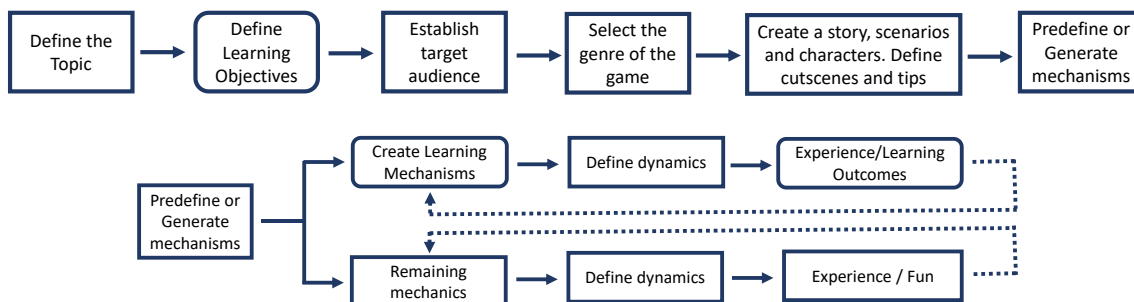 Define the
Topic
Define
Learning
Objectives
Establish
target
audience
Select the
genre of the
game
Create a story, scenarios
and characters. Define
cutscenes and tips
Predefine or
Generate
mechanisms
Predefine or
Generate
mechanisms
Create Learning
Mechanisms
Define dynamics
Experience/Learning
Outcomes
Remaining
mechanics
Define dynamics
Experience / Fun